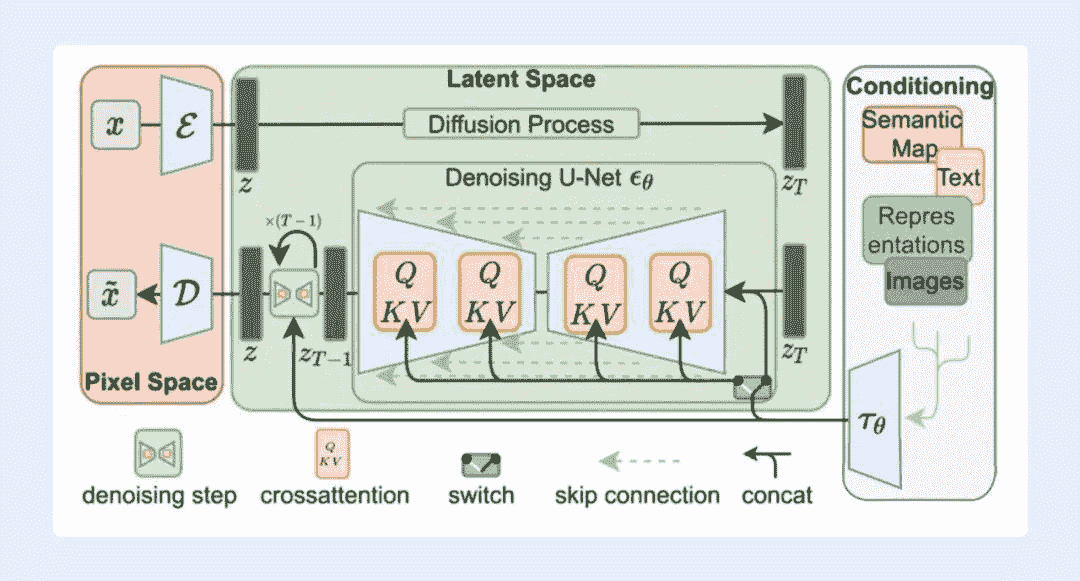 Latent Space
Conditioning
x
ℰ
z
Diffusion Process
z_T
Semantic
Map
Text
Denoising U-Net ϵ_θ
Repres
entations
Images
×(T−1)
Q
K V
Q
K V
Q
K V
Q
K V
x̃
𝒟
z
z_{T−1}
z_T
Pixel Space
τ_θ
Q
K V
denoising step
crossattention
switch
skip connection
concat